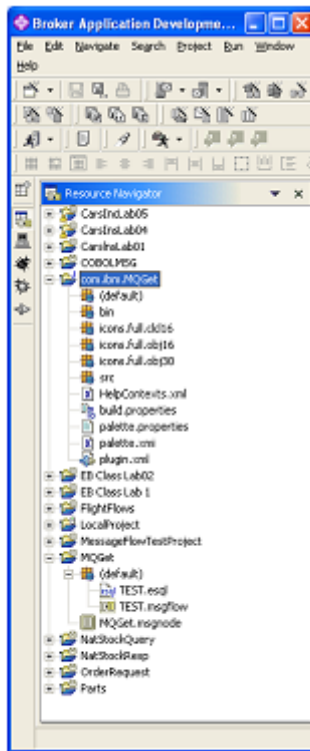 Broker Application Developme...
File Edit Navigate Search Project Run Window
Help
Resource Navigator
CarsIncLab05
CarsIncLab04
CarsIncLab01
COBOLMSG
com.ibm.MQGet
(default)
bin
icons.full.clcl16
icons.full.obj16
icons.full.obj30
src
HelpContexts.xml
build.properties
palette.properties
palette.xmi
plugin.xml
EB Class Lab02
EB Class Lab 1
FlightFlows
LocalProject
MessageFlowTestProject
MQGet
(default)
TEST.esql
TEST.msgflow
MQGet.msgnode
NatStockQuery
NatStockResp
OrderRequest
Parts